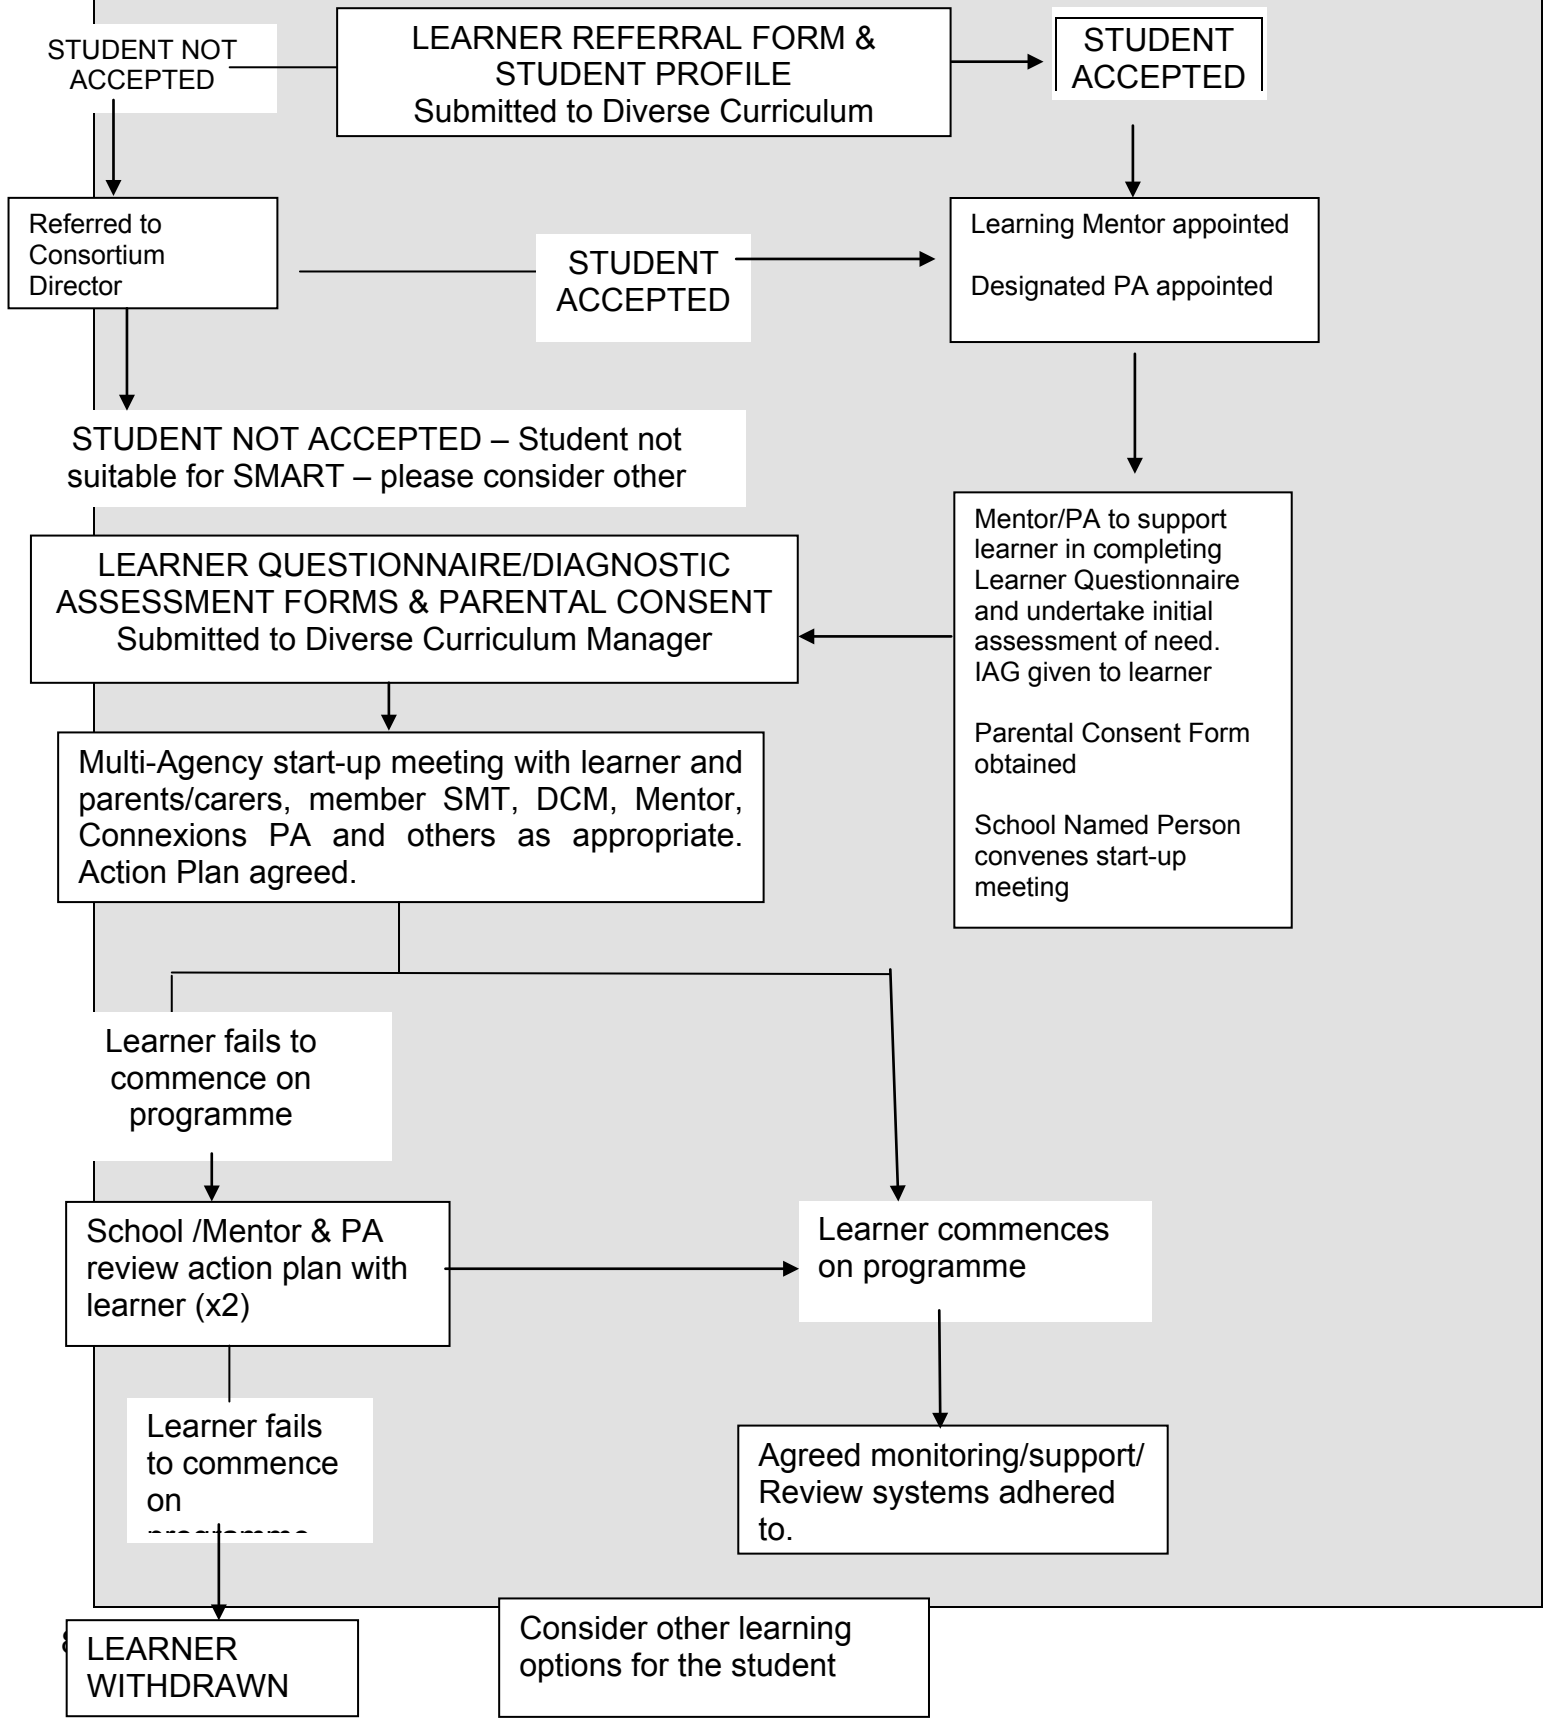 STUDENT NOT
ACCEPTED
LEARNER REFERRAL FORM &
STUDENT PROFILE
Submitted to Diverse Curriculum
STUDENT
ACCEPTED
Referred to
Consortium
Director
STUDENT
ACCEPTED
Learning Mentor appointed
Designated PA appointed
STUDENT NOT ACCEPTED – Student not
suitable for SMART – please consider other
Mentor/PA to support
learner in completing
Learner Questionnaire
and undertake initial
assessment of need.
IAG given to learner
Parental Consent Form
obtained
School Named Person
convenes start-up
meeting
LEARNER QUESTIONNAIRE/DIAGNOSTIC
ASSESSMENT FORMS & PARENTAL CONSENT
Submitted to Diverse Curriculum Manager
Multi-Agency start-up meeting with learner and
parents/carers, member SMT, DCM, Mentor,
Connexions PA and others as appropriate.
Action Plan agreed.
Learner fails to
commence on
programme
School /Mentor & PA
review action plan with
learner (x2)
Learner commences
on programme
Learner fails
to commence
on
programme
Agreed monitoring/support/
Review systems adhered
to.
LEARNER
WITHDRAWN
Consider other learning
options for the student